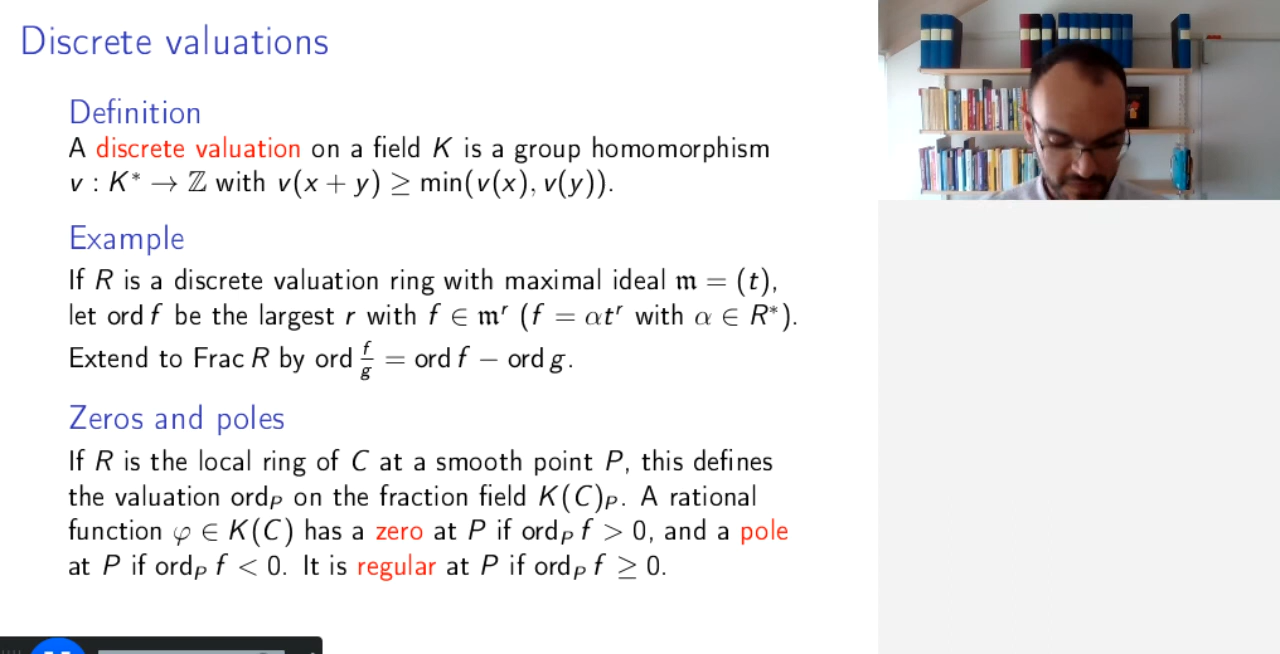 Discrete valuations
Definition
A discrete valuation on a field K is a group homomorphism
v : K* → ℤ with v(x + y) ≥ min(v(x), v(y)).
Example
If R is a discrete valuation ring with maximal ideal 𝔪 = (t),
let ord f be the largest r with f ∈ 𝔪ʳ (f = αtʳ with α ∈ R*).
Extend to Frac R by ord f/g = ord f − ord g.
Zeros and poles
If R is the local ring of C at a smooth point P, this defines
the valuation ord_P on the fraction field K(C)_P. A rational
function φ ∈ K(C) has a zero at P if ord_P f > 0, and a pole
at P if ord_P f < 0. It is regular at P if ord_P f ≥ 0.